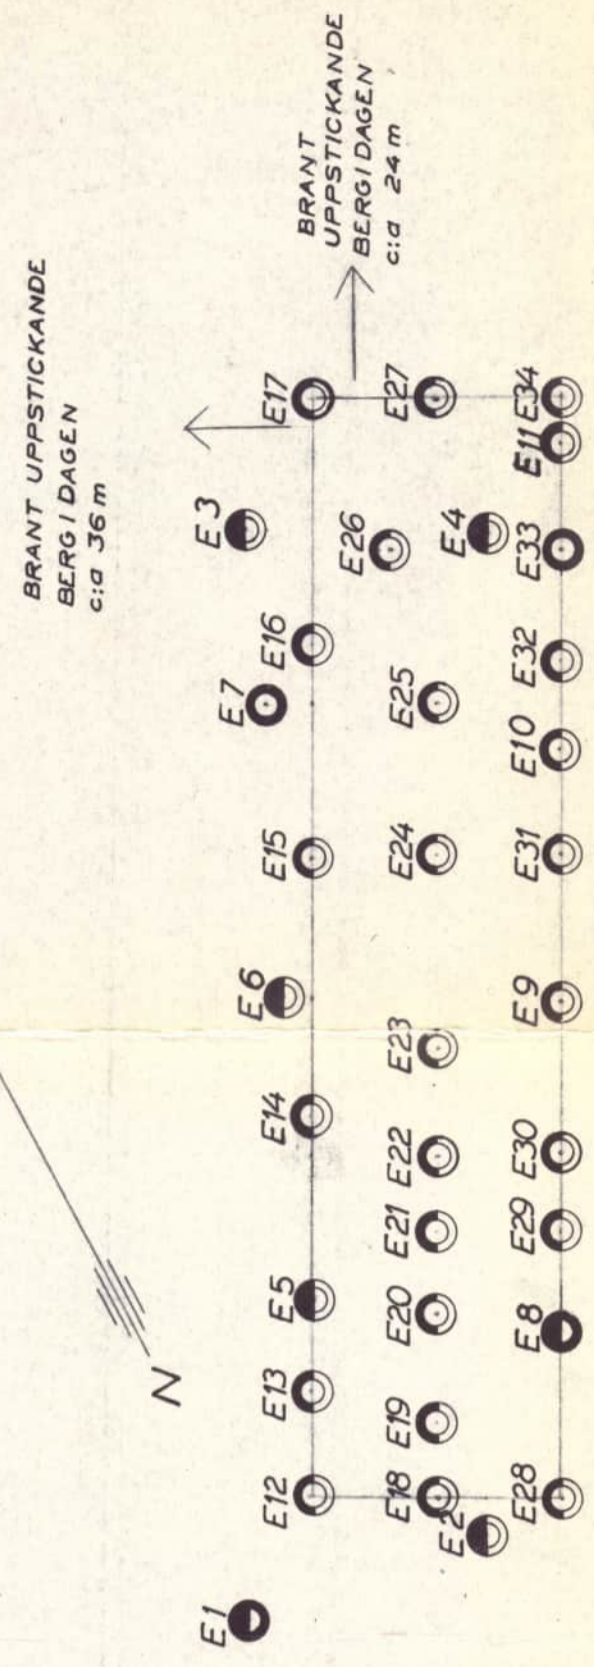 BRANT UPPSTICKANDE
BERG I DAGEN
c:a 36 m
BRANT
UPPSTICKANDE
BERG I DAGEN
c:a 24 m
N
E1
E12
E13
E5
E14
E6
E15
E7
E16
E3
E17
E2
E18
E19
E20
E21
E22
E23
E24
E25
E26
E4
E27
E28
E8
E29
E30
E9
E31
E10
E32
E33
E11
E34